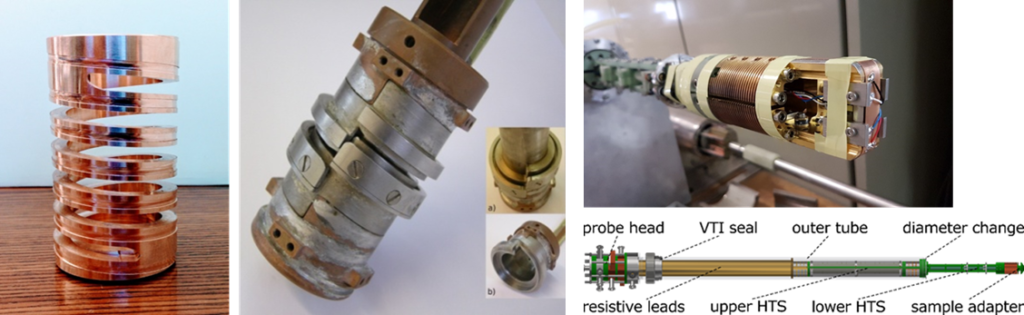 a)
b)
probe head VTI seal outer tube diameter change
resistive leads upper HTS lower HTS sample adapter